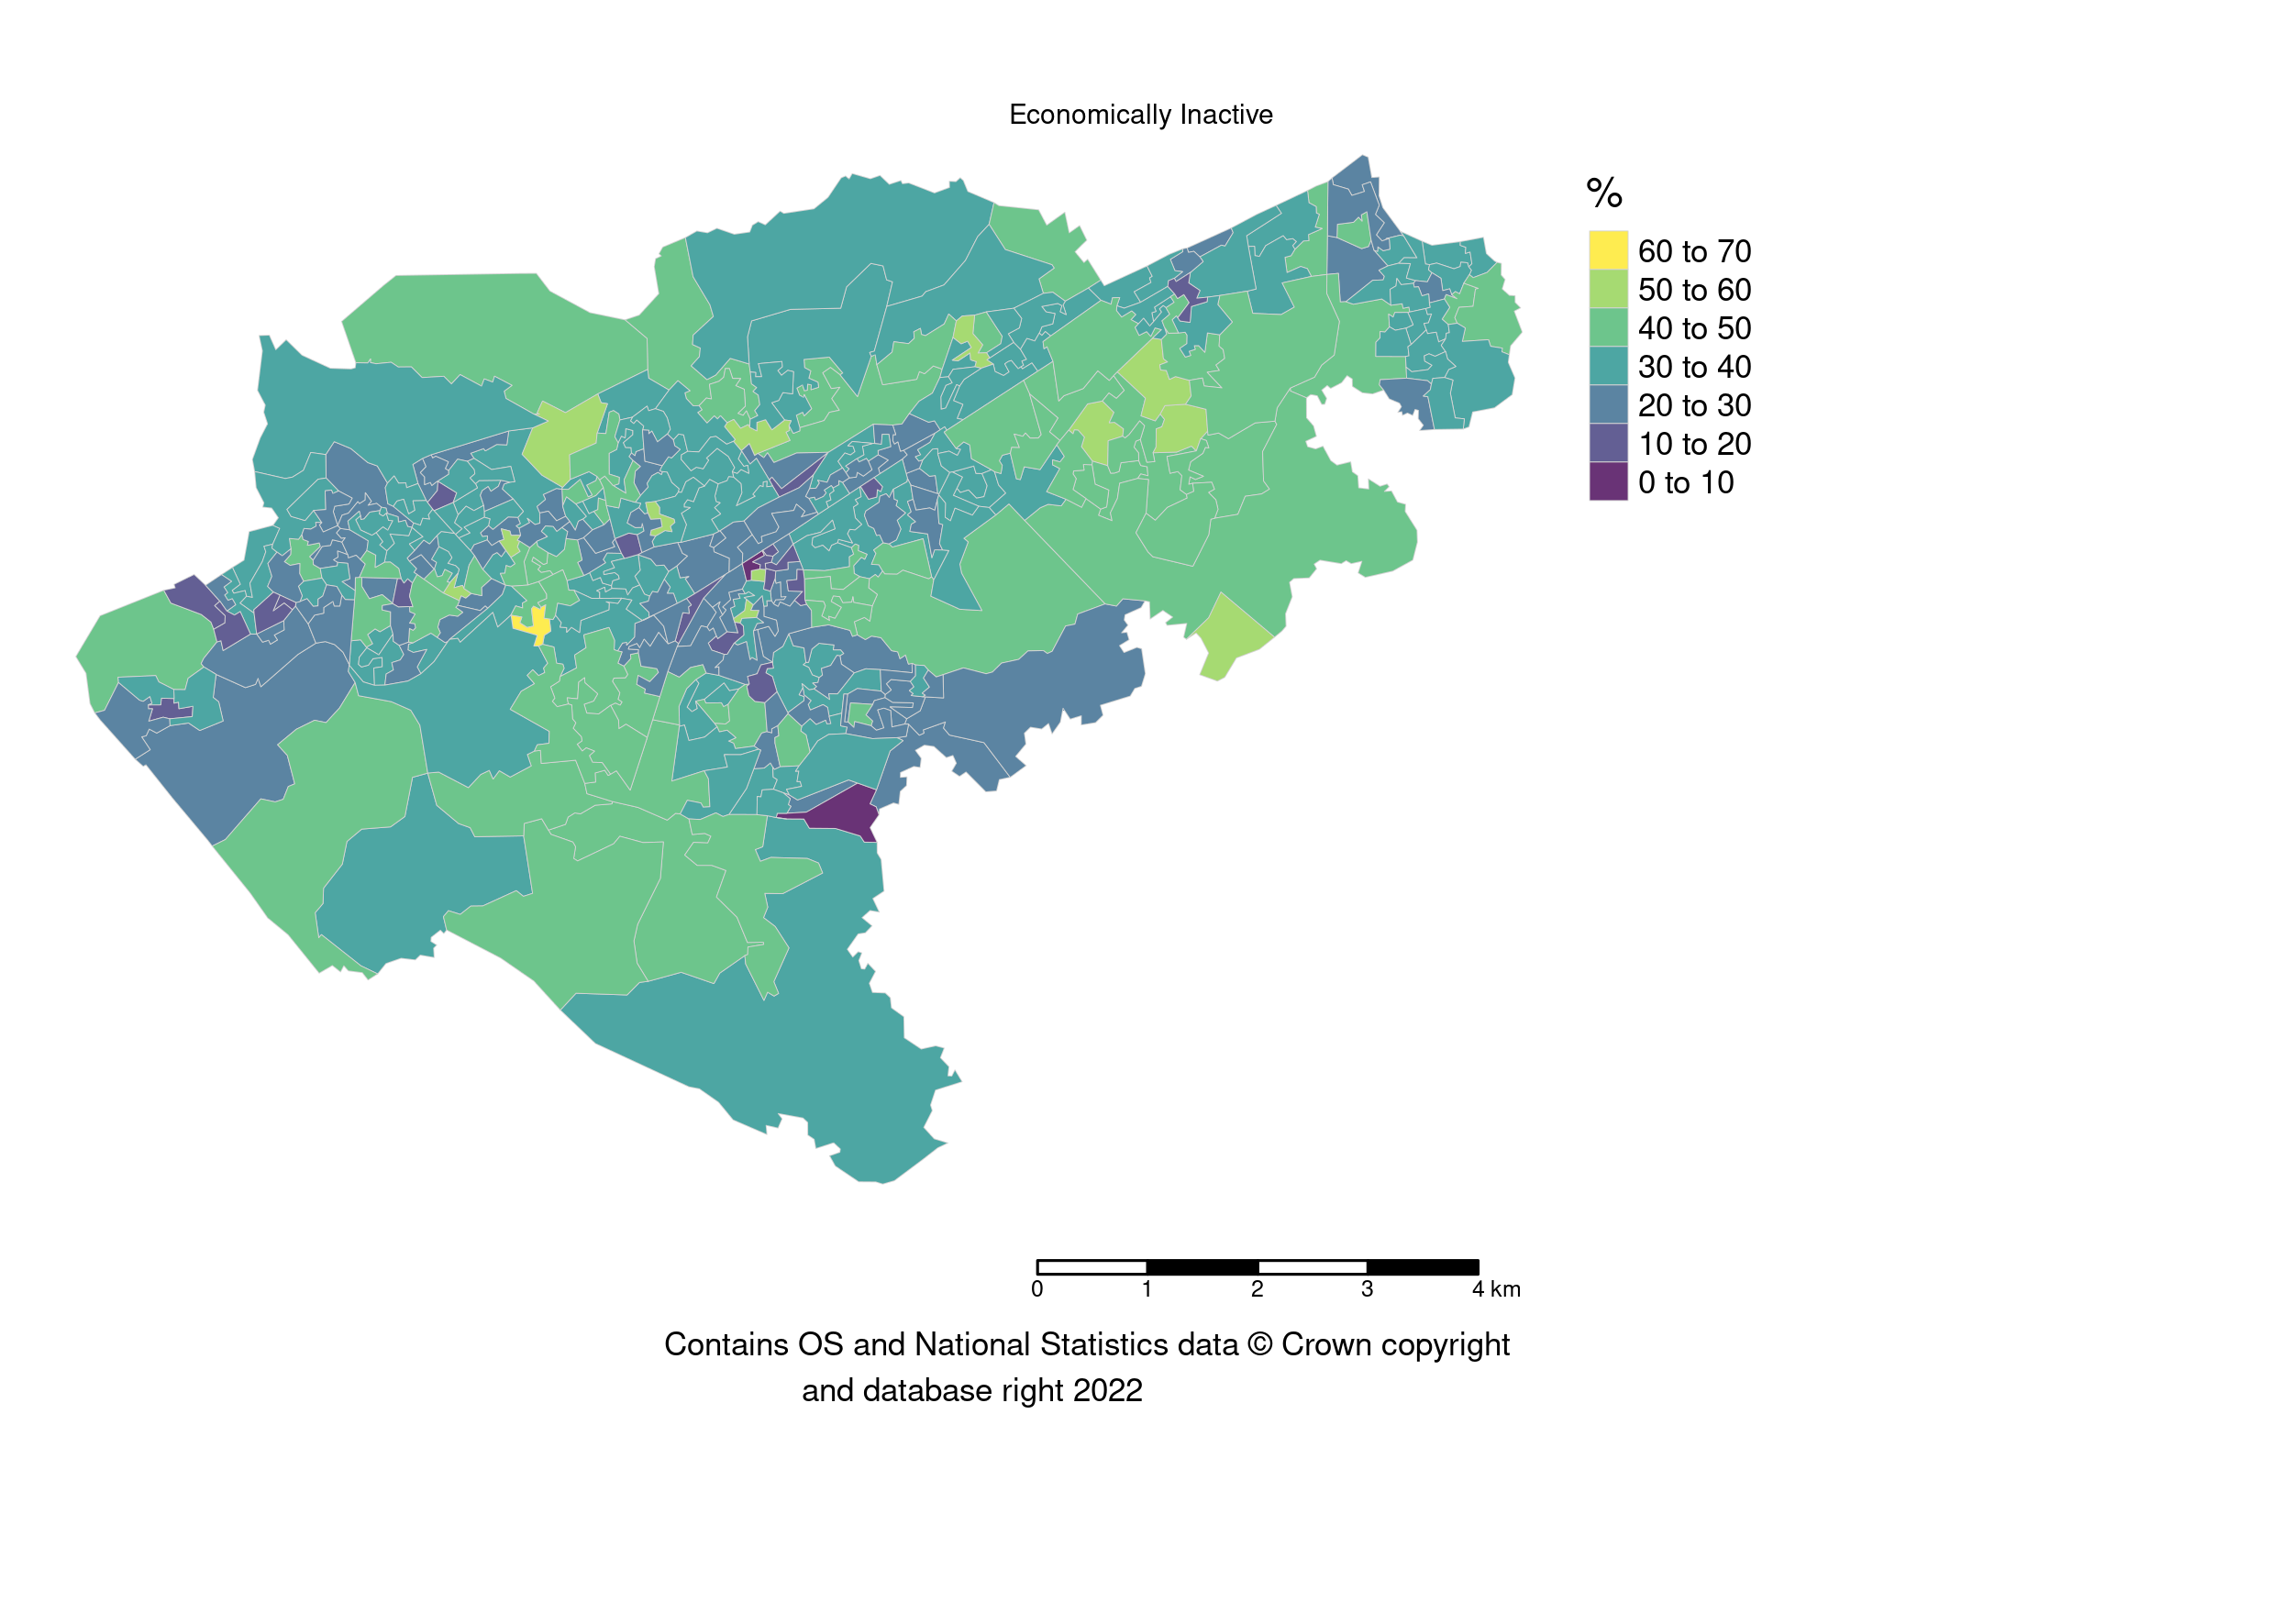 Economically Inactive
%
60 to 70
50 to 60
40 to 50
30 to 40
20 to 30
10 to 20
0 to 10
0 1 2 3 4 km
Contains OS and National Statistics data © Crown copyright
and database right 2022